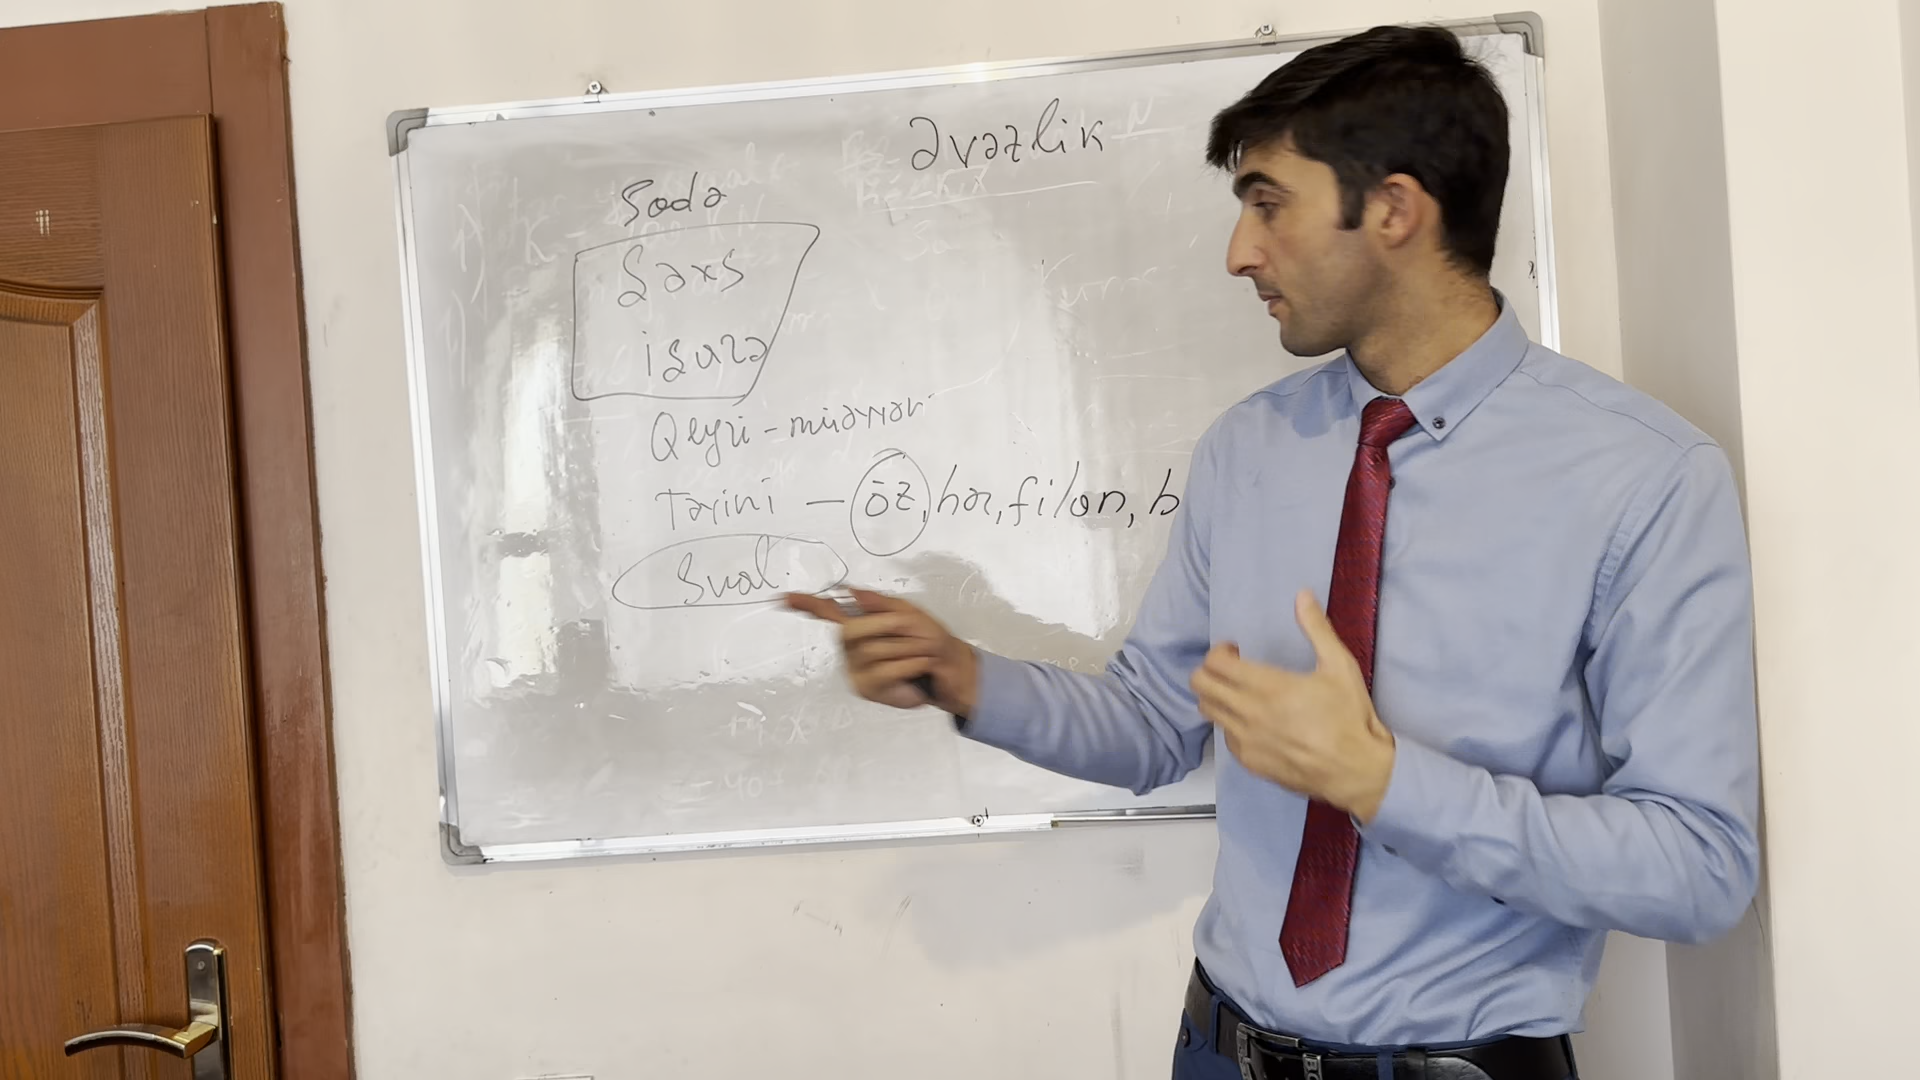 Əvəzlik
Sadə
Şəxs
işarə
Qeyri-müəyyən
Təyini — öz, hər, filan, b
Sual